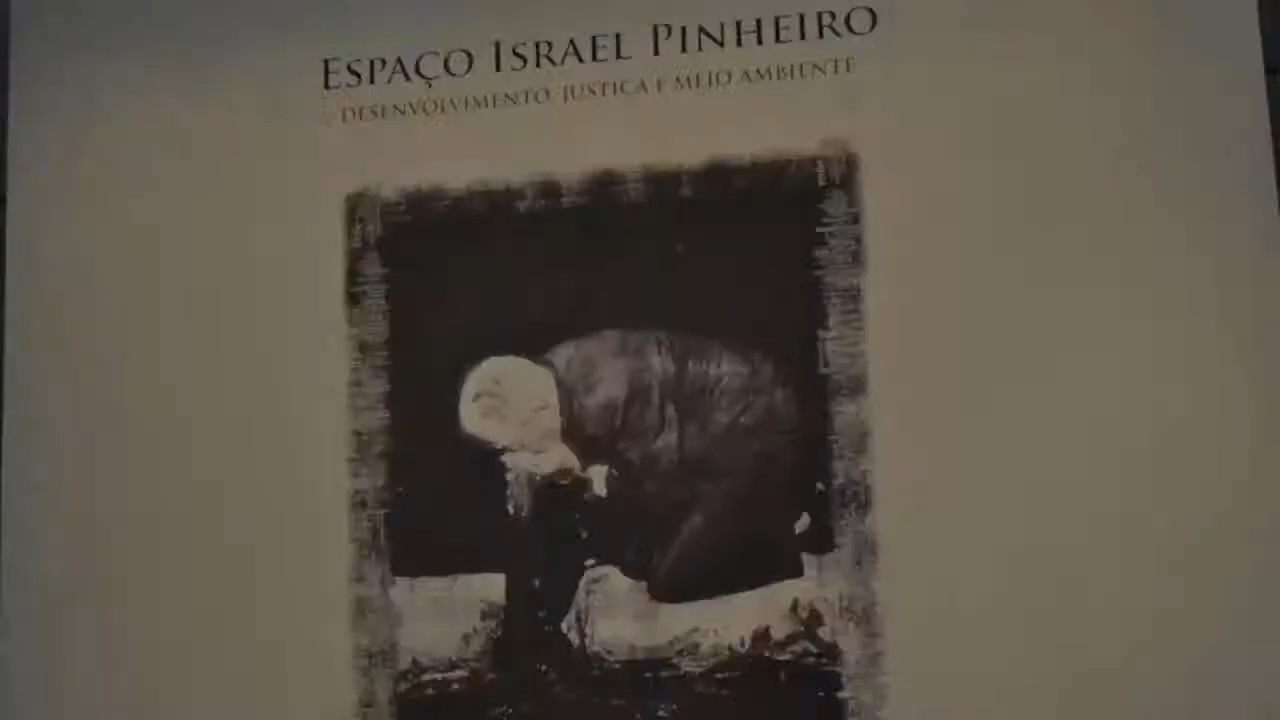 ESPAÇO ISRAEL PINHEIRO
DESENVOLVIMENTO, JUSTIÇA E MEIO AMBIENTE